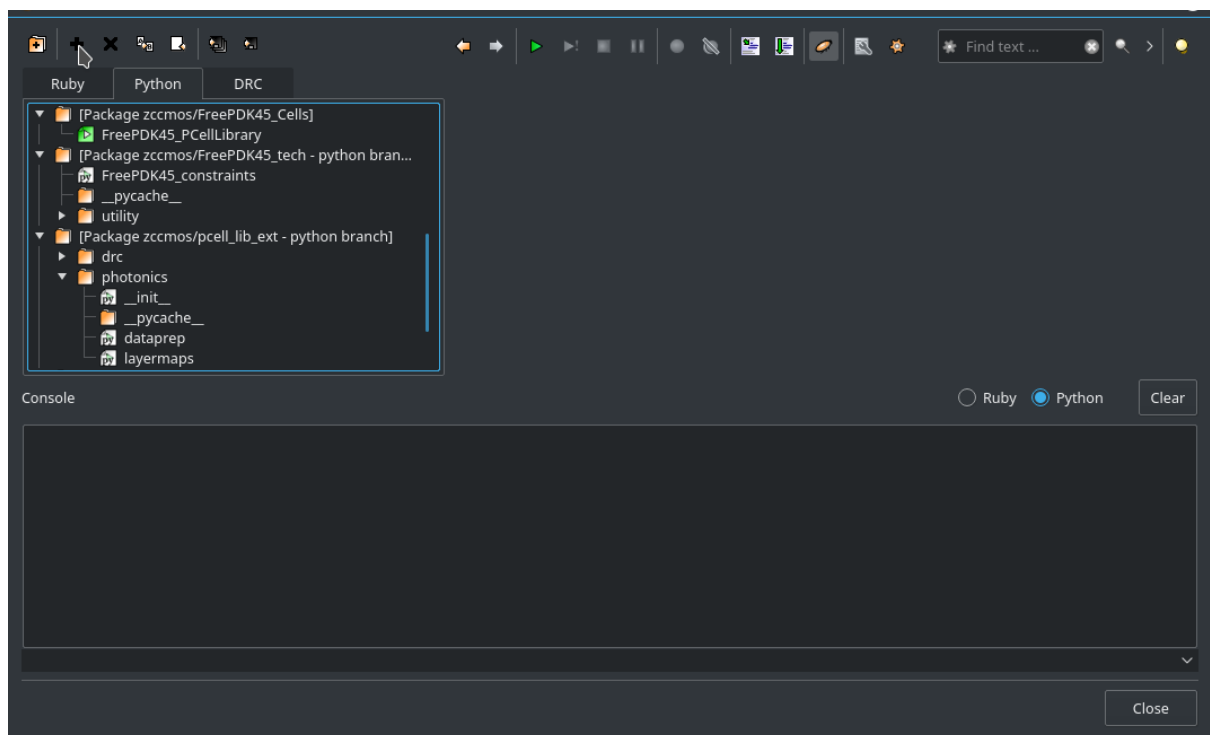 Find text ...
Ruby Python DRC
[Package zccmos/FreePDK45_Cells]
FreePDK45_PCellLibrary
[Package zccmos/FreePDK45_tech - python bran...
FreePDK45_constraints
__pycache__
utility
[Package zccmos/pcell_lib_ext - python branch]
drc
photonics
__init__
__pycache__
dataprep
layermaps
Console Ruby Python Clear
Close